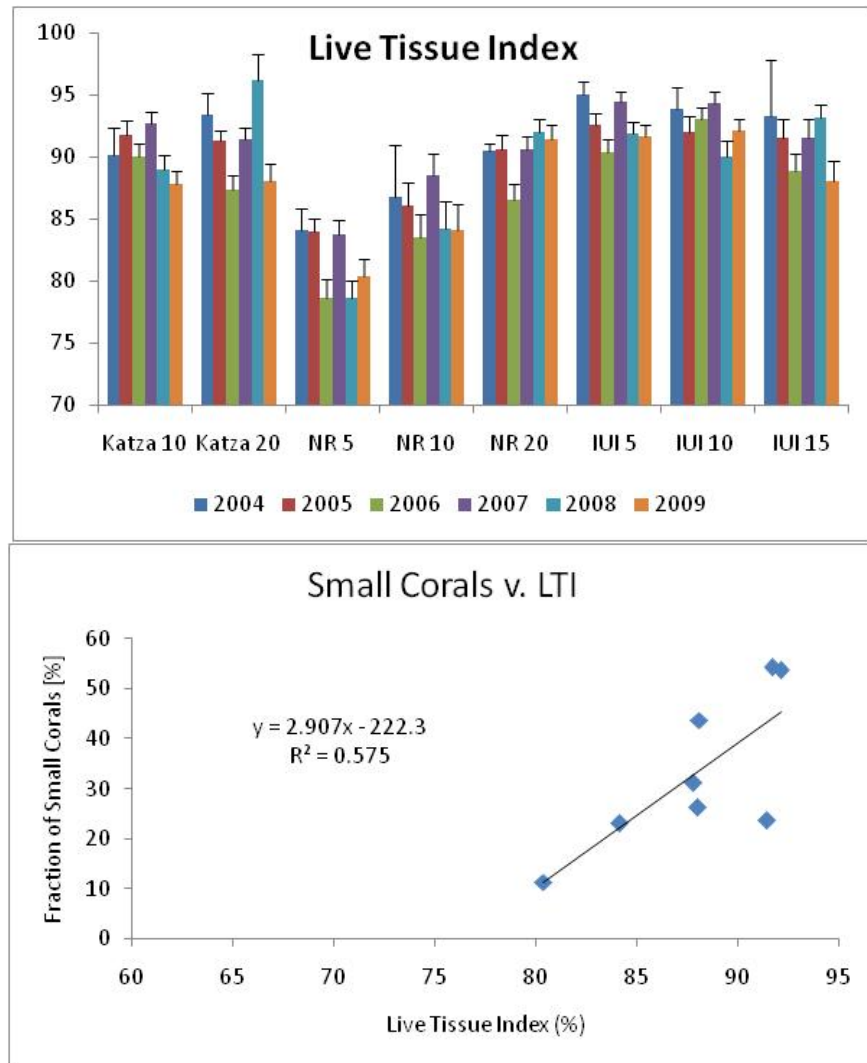 Live Tissue Index
100
95
90
85
80
75
70
Katza 10 Katza 20 NR 5 NR 10 NR 20 IUI 5 IUI 10 IUI 15
2004 2005 2006 2007 2008 2009
Small Corals v. LTI
Fraction of Small Corals [%]
60
50
40
30
20
10
0
y = 2.907x - 222.3
R² = 0.575
60 65 70 75 80 85 90 95
Live Tissue Index (%)